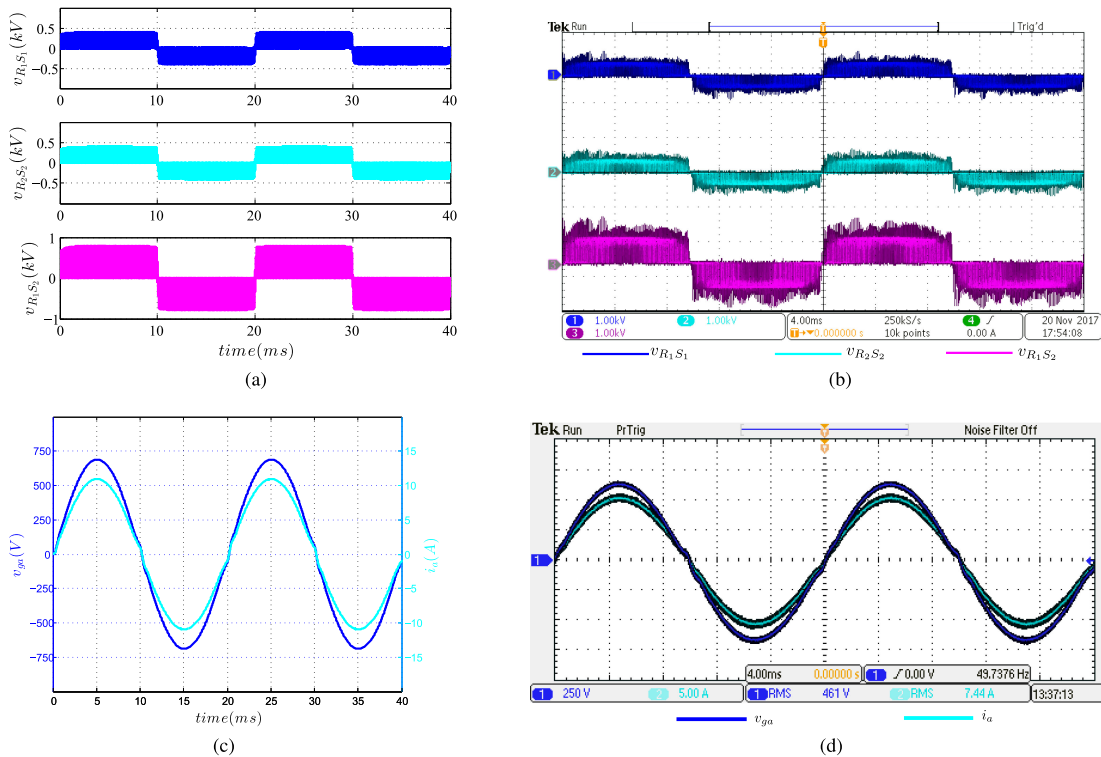 v_{R_1S_1}(kV)
0.5
0
−0.5
0 10 20 30 40
v_{R_2S_2}(kV)
0.5
0
−0.5
0 10 20 30 40
v_{R_1S_2}(kV)
1
0
−1
0 10 20 30 40
time(ms)
(a)
Tek Run
T
Trig'd
T
1
2
3
1 1.00kV 2 1.00kV
3 1.00kV
4.00ms 250kS/s
T→▼0.000000 s 10k points
4 ∫
0.00 A
20 Nov 2017
17:54:08
v_{R_1S_1} v_{R_2S_2} v_{R_1S_2}
(b)
v_{ga}(V)
750
500
250
0
−250
−500
−750
15
10
5
0
−5
−10
−15
i_a(A)
0 5 10 15 20 25 30 35 40
time(ms)
(c)
Tek Run PrTrig Noise Filter Off
1
4.00ms 0.00000 s 1 ∫ 0.00 V 49.7376 Hz
1 250 V 2 5.00 A 1 RMS 461 V 2 RMS 7.44 A 13:37:13
v_{ga} i_a
(d)